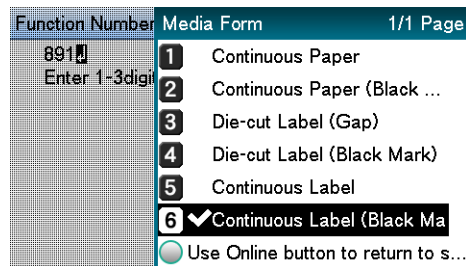 Function Number
891
Enter 1-3digi
Media Form 1/1 Page
1 Continuous Paper
2 Continuous Paper (Black ...
3 Die-cut Label (Gap)
4 Die-cut Label (Black Mark)
5 Continuous Label
6 Continuous Label (Black Ma
Use Online button to return to s...